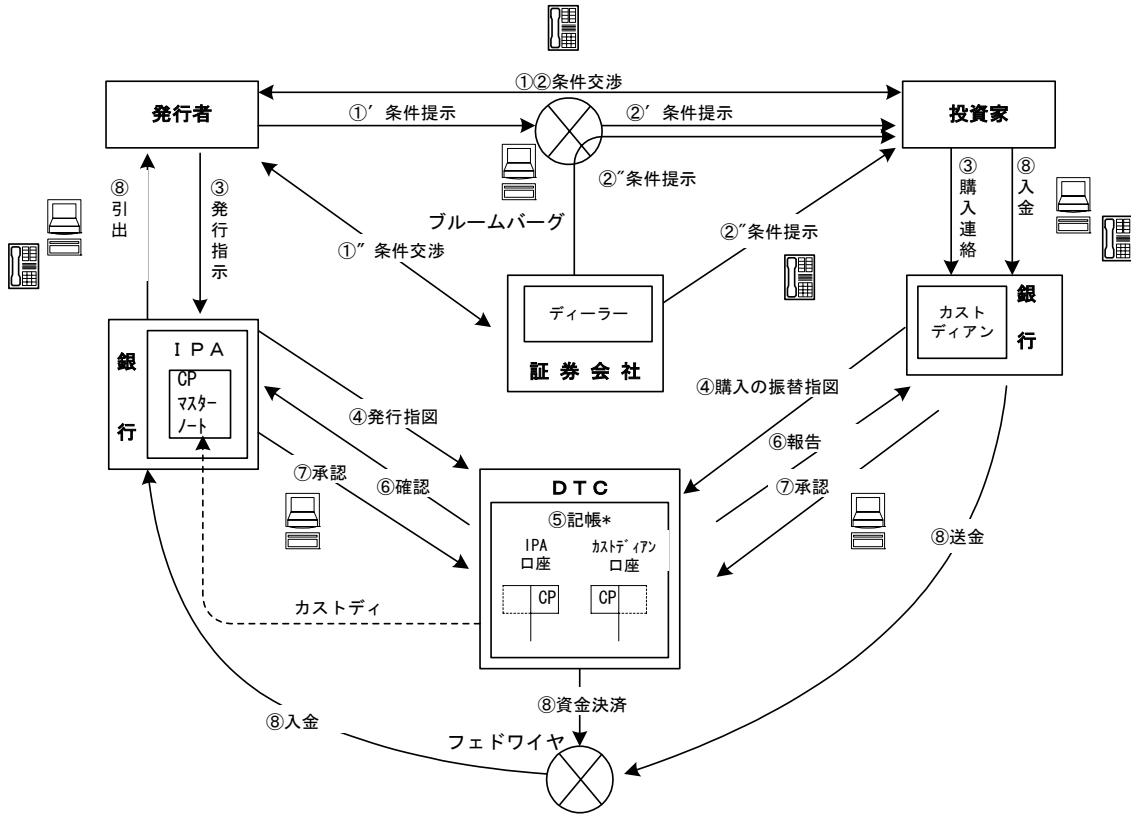 ①②条件交渉
発行者
①′ 条件提示
②′ 条件提示
投資家
②″条件提示
ブルームバーグ
⑧引出
③発行指示
①″ 条件交渉
②″条件提示
③購入連絡
⑧入金
ディーラー
証券会社
カスト
ディアン
銀行
銀行
ＩＰＡ
CP
マスター
ノート
④発行指図
④購入の振替指図
⑥確認
⑥報告
⑦承認
⑦承認
ＤＴＣ
⑤記帳*
IPA
口座
カストディアン
口座
CP
CP
カストディ
⑧送金
⑧資金決済
⑧入金
フェドワイヤ